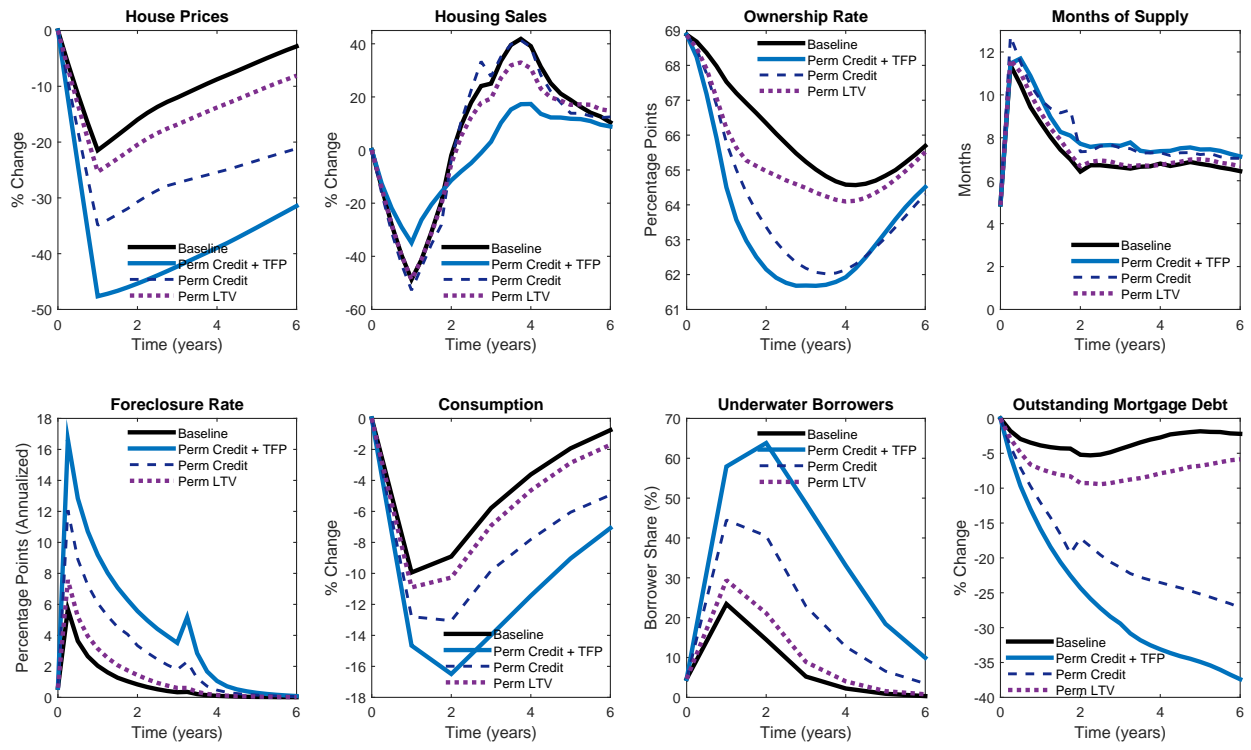 House Prices
0
-10
-20
-30
-40
-50
% Change
Baseline
Perm Credit + TFP
Perm Credit
Perm LTV
0 2 4 6
Time (years)
Housing Sales
60
40
20
0
-20
-40
-60
% Change
Baseline
Perm Credit + TFP
Perm Credit
Perm LTV
0 2 4 6
Time (years)
Ownership Rate
69
68
67
66
65
64
63
62
61
Percentage Points
Baseline
Perm Credit + TFP
Perm Credit
Perm LTV
0 2 4 6
Time (years)
Months of Supply
12
10
8
6
4
2
0
Months
Baseline
Perm Credit + TFP
Perm Credit
Perm LTV
0 2 4 6
Time (years)
Foreclosure Rate
18
16
14
12
10
8
6
4
2
0
Percentage Points (Annualized)
Baseline
Perm Credit + TFP
Perm Credit
Perm LTV
0 2 4 6
Time (years)
Consumption
0
-2
-4
-6
-8
-10
-12
-14
-16
-18
% Change
Baseline
Perm Credit + TFP
Perm Credit
Perm LTV
0 2 4 6
Time (years)
Underwater Borrowers
70
60
50
40
30
20
10
0
Borrower Share (%)
Baseline
Perm Credit + TFP
Perm Credit
Perm LTV
0 2 4 6
Time (years)
Outstanding Mortgage Debt
0
-5
-10
-15
-20
-25
-30
-35
-40
% Change
Baseline
Perm Credit + TFP
Perm Credit
Perm LTV
0 2 4 6
Time (years)